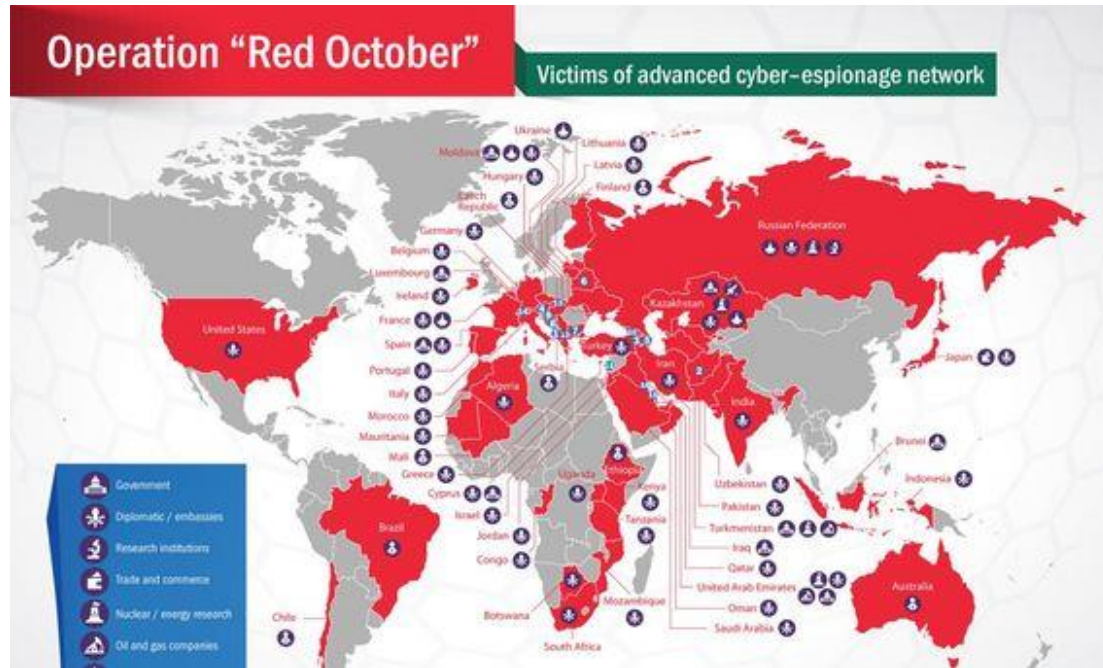 Operation “Red October”
Victims of advanced cyber-espionage network
Ukraine
Moldova
Hungary
Czech
Republic
Germany
Belgium
Luxembourg
Ireland
France
Spain
Portugal
Italy
Morocco
Mauritania
Mali
Greece
Cyprus
Israel
Jordan
Congo
Botswana
South Africa
Lithuania
Latvia
Finland
Russian Federation
6
Kazakhstan
United States
Turkey
Iran
2
Serbia
Algeria
India
Japan
Ethiopia
Uganda
Kenya
Tanzania
Mozambique
Uzbekistan
Pakistan
Turkmenistan
Iraq
Qatar
United Arab Emirates
Oman
Saudi Arabia
Brunei
Indonesia
Australia
Brazil
Chile
Government
Diplomatic / embassies
Research institutions
Trade and commerce
Nuclear / energy research
Oil and gas companies